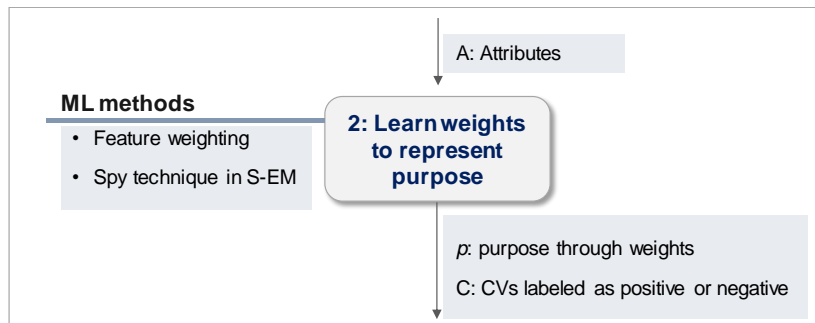 A: Attributes
ML methods
• Feature weighting
• Spy technique in S-EM
2: Learn weights
to represent
purpose
p: purpose through weights
C: CVs labeled as positive or negative